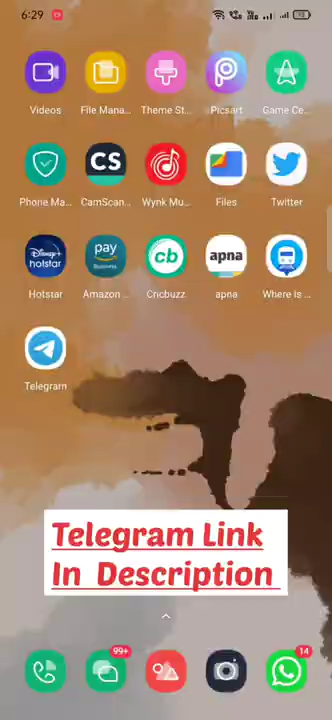 6:29
Videos
File Mana...
Theme St...
Picsart
Game Ce...
CS
Phone Ma...
CamScan...
Wynk Mu...
Files
Twitter
Disney+
hotstar
pay
Business
cb
apna
Hotstar
Amazon ...
Cricbuzz
apna
Where Is ...
Telegram
Telegram Link
In Description
99+
14